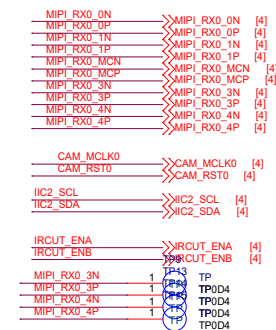 MIPI_RX0_0N MIPI_RX0_0N [4]
MIPI_RX0_0P MIPI_RX0_0P [4]
MIPI_RX0_1N MIPI_RX0_1N [4]
MIPI_RX0_1P MIPI_RX0_1P [4]
MIPI_RX0_MCN MIPI_RX0_MCN [4]
MIPI_RX0_MCP MIPI_RX0_MCP [4]
MIPI_RX0_3N MIPI_RX0_3N [4]
MIPI_RX0_3P MIPI_RX0_3P [4]
MIPI_RX0_4N MIPI_RX0_4N [4]
MIPI_RX0_4P MIPI_RX0_4P [4]
CAM_MCLK0 CAM_MCLK0 [4]
CAM_RST0 CAM_RST0 [4]
IIC2_SCL IIC2_SCL [4]
IIC2_SDA IIC2_SDA [4]
IRCUT_ENA IRCUT_ENA [4]
IRCUT_ENB IRCUT_ENB [4]
TP13
MIPI_RX0_3N 1 TP
MIPI_RX0_3P 1 TP0D4
MIPI_RX0_4N 1 TP0D4
MIPI_RX0_4P 1 TP0D4
TP TP0D4